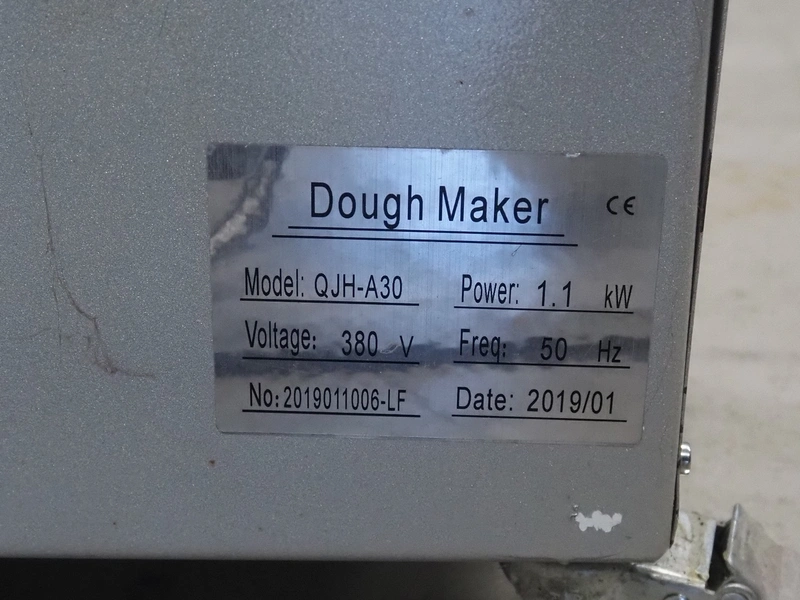 Dough Maker CE
Model: QJH-A30 Power: 1.1 kW
Voltage: 380 V Freq: 50 Hz
No: 2019011006-LF Date: 2019/01